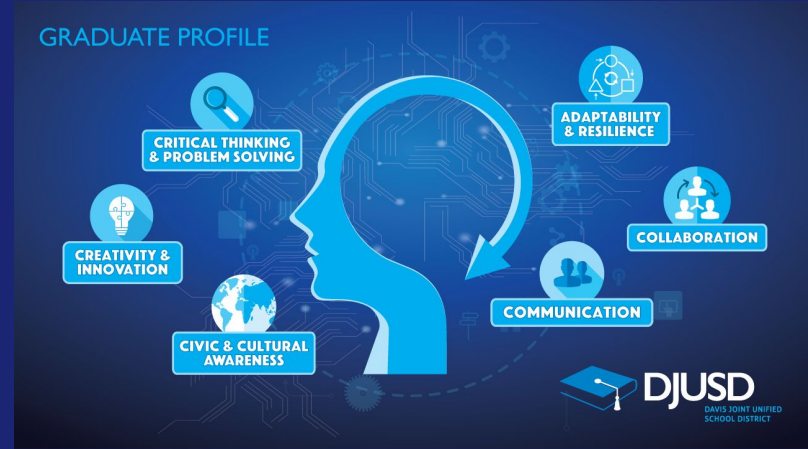 GRADUATE PROFILE
CRITICAL THINKING
& PROBLEM SOLVING
ADAPTABILITY
& RESILIENCE
CREATIVITY &
INNOVATION
COLLABORATION
CIVIC & CULTURAL
AWARENESS
COMMUNICATION
DJUSD
DAVIS JOINT UNIFIED
SCHOOL DISTRICT